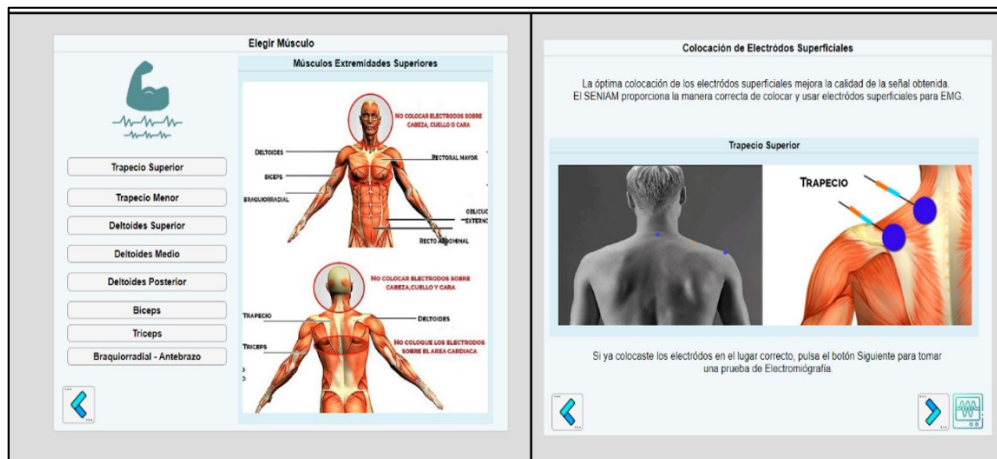 Elegir Músculo
Músculos Extremidades Superiores
NO COLOCAR ELECTRODOS SOBRE
CABEZA, CUELLO O CARA
DELTOIDES
PECTORAL MAYOR
BICEPS
BRAQUIORRADIAL
OBLICUO
EXTERNO
RECTO ABDOMINAL
NO COLOCAR ELECTRODOS SOBRE
CABEZA,CUELLO Y CARA
TRAPECIO
DELTOIDES
TRICEPS
NO COLOQUE LOS ELECTRODOS
SOBRE EL AREA CARDIACA
Trapecio Superior
Trapecio Menor
Deltoides Superior
Deltoides Medio
Deltoides Posterior
Biceps
Triceps
Braquiorradial - Antebrazo
Colocación de Electródos Superficiales
La óptima colocación de los electródos superficiales mejora la calidad de la señal obtenida.
El SENIAM proporciona la manera correcta de colocar y usar electródos superficiales para EMG.
Trapecio Superior
TRAPECIO
Si ya colocaste los electródos en el lugar correcto, pulsa el botón Siguiente para tomar
una prueba de Electromiógrafía.